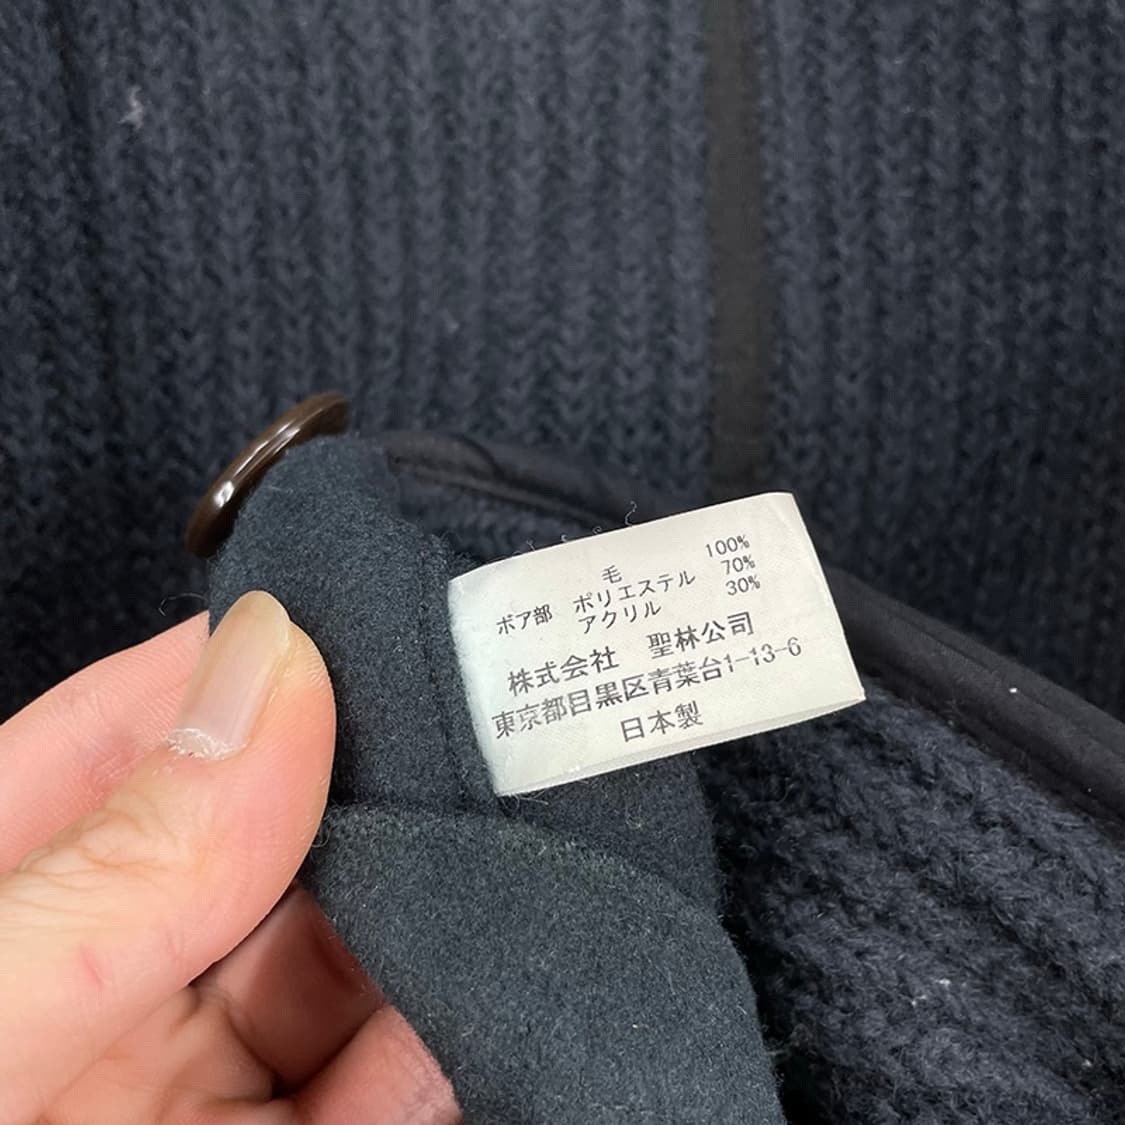 毛 100%
ボア部 ポリエステル 70%
アクリル 30%
株式会社 聖林公司
東京都目黒区青葉台1-13-6
日本製